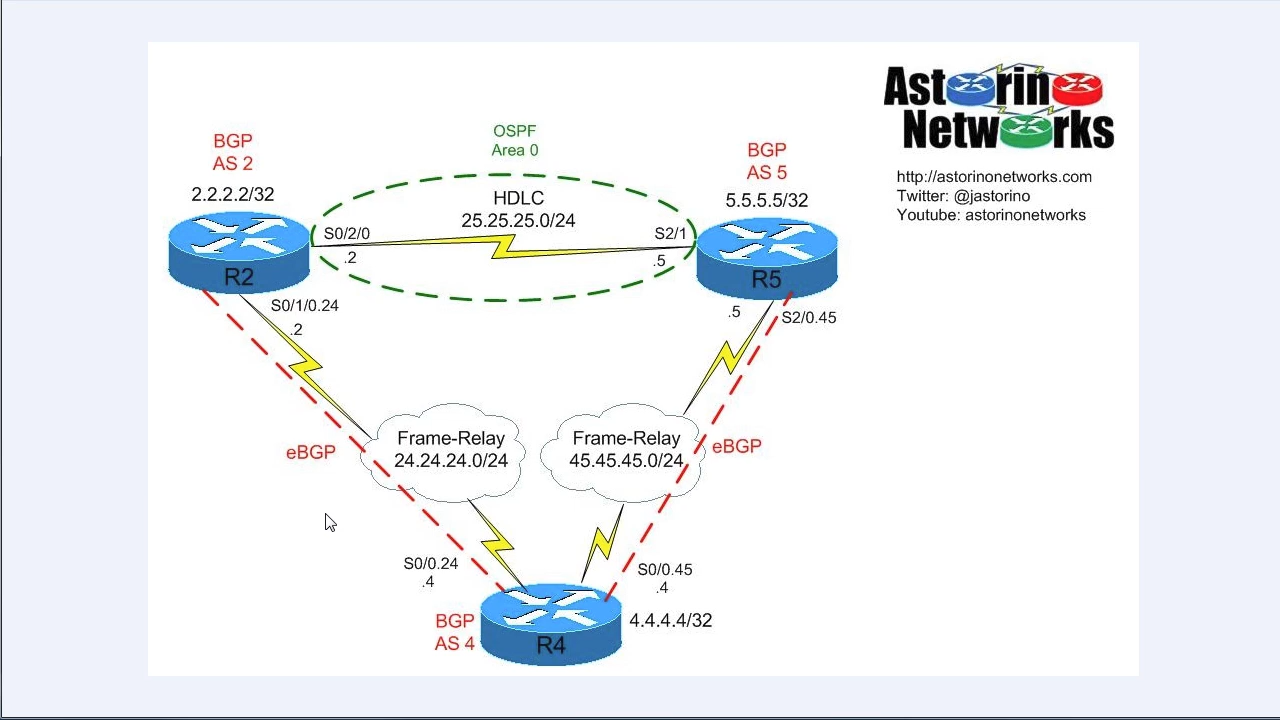 Astorino
Networks
http://astorinonetworks.com
Twitter: @jastorino
Youtube: astorinonetworks
OSPF
Area 0
BGP
AS 2
2.2.2.2/32
BGP
AS 5
5.5.5.5/32
HDLC
25.25.25.0/24
S0/2/0
.2
S2/1
.5
R2
R5
S0/1/0.24
.2
.5
S2/0.45
Frame-Relay
24.24.24.0/24
Frame-Relay
45.45.45.0/24
eBGP
eBGP
S0/0.24
.4
S0/0.45
.4
BGP
AS 4
R4
4.4.4.4/32